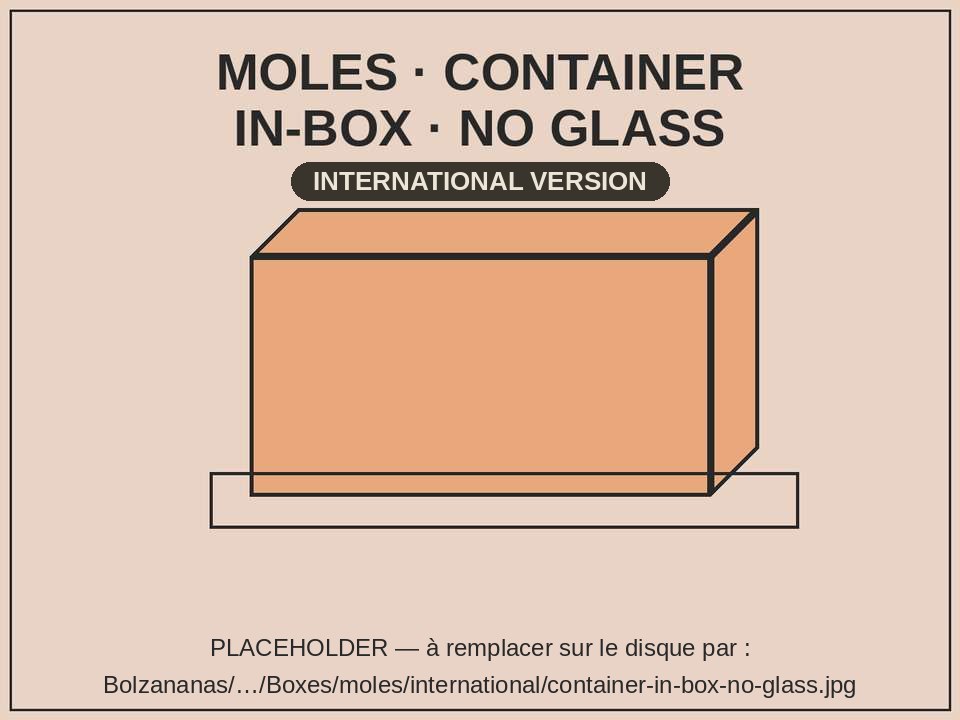 MOLES · CONTAINER
IN-BOX · NO GLASS
INTERNATIONAL VERSION
PLACEHOLDER — à remplacer sur le disque par :
Bolzananas/…/Boxes/moles/international/container-in-box-no-glass.jpg